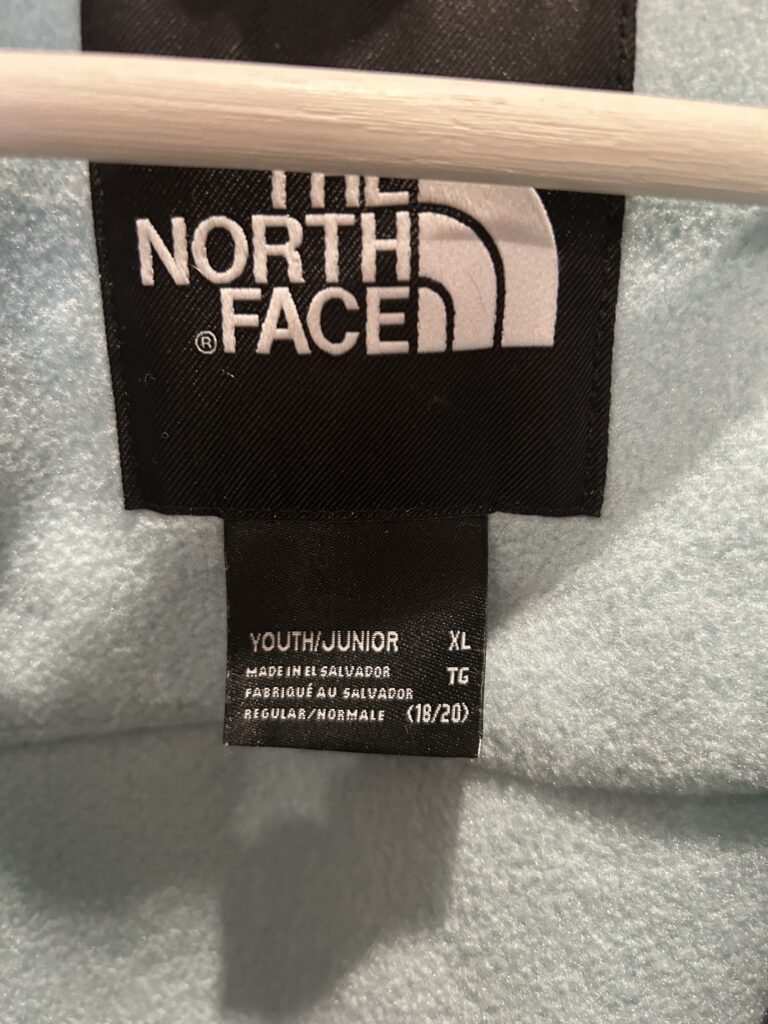 THE
NORTH
® FACE
YOUTH/JUNIOR XL
MADE IN EL SALVADOR TG
FABRIQUÉ AU SALVADOR
REGULAR/NORMALE (18/20)